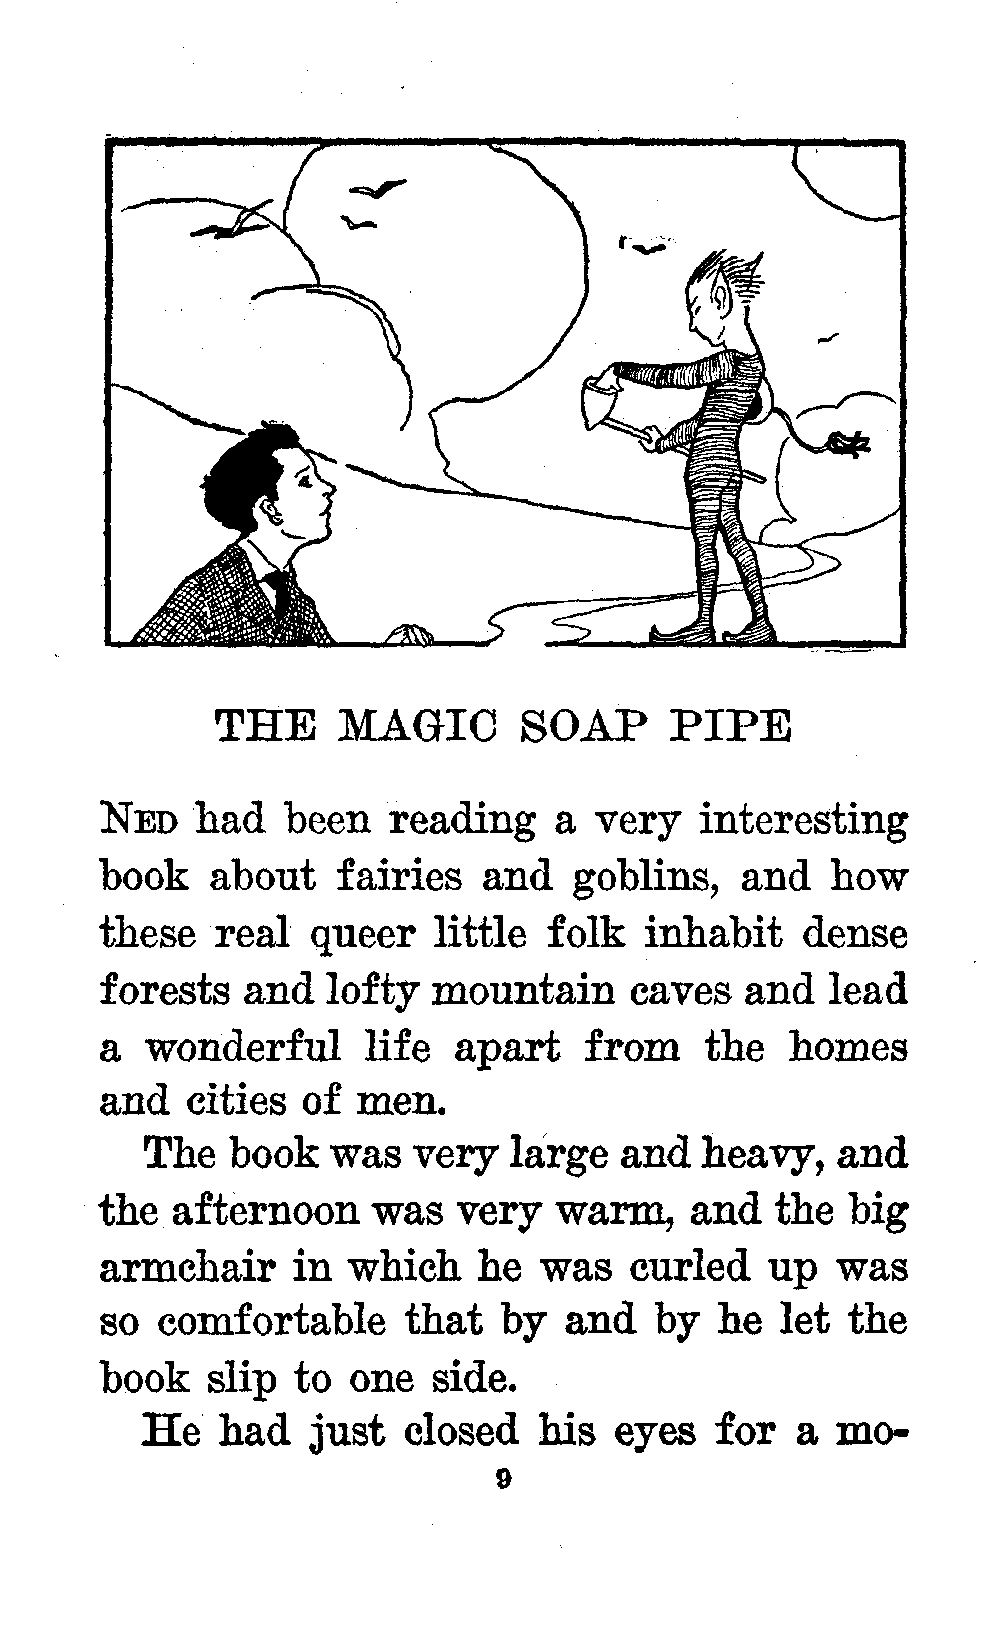 THE MAGIC SOAP PIPE
NED had been reading a very interesting
book about fairies and goblins, and how
these real queer little folk inhabit dense
forests and lofty mountain caves and lead
a wonderful life apart from the homes
and cities of men.
The book was very large and heavy, and
the afternoon was very warm, and the big
armchair in which he was curled up was
so comfortable that by and by he let the
book slip to one side.
He had just closed his eyes for a mo-
9